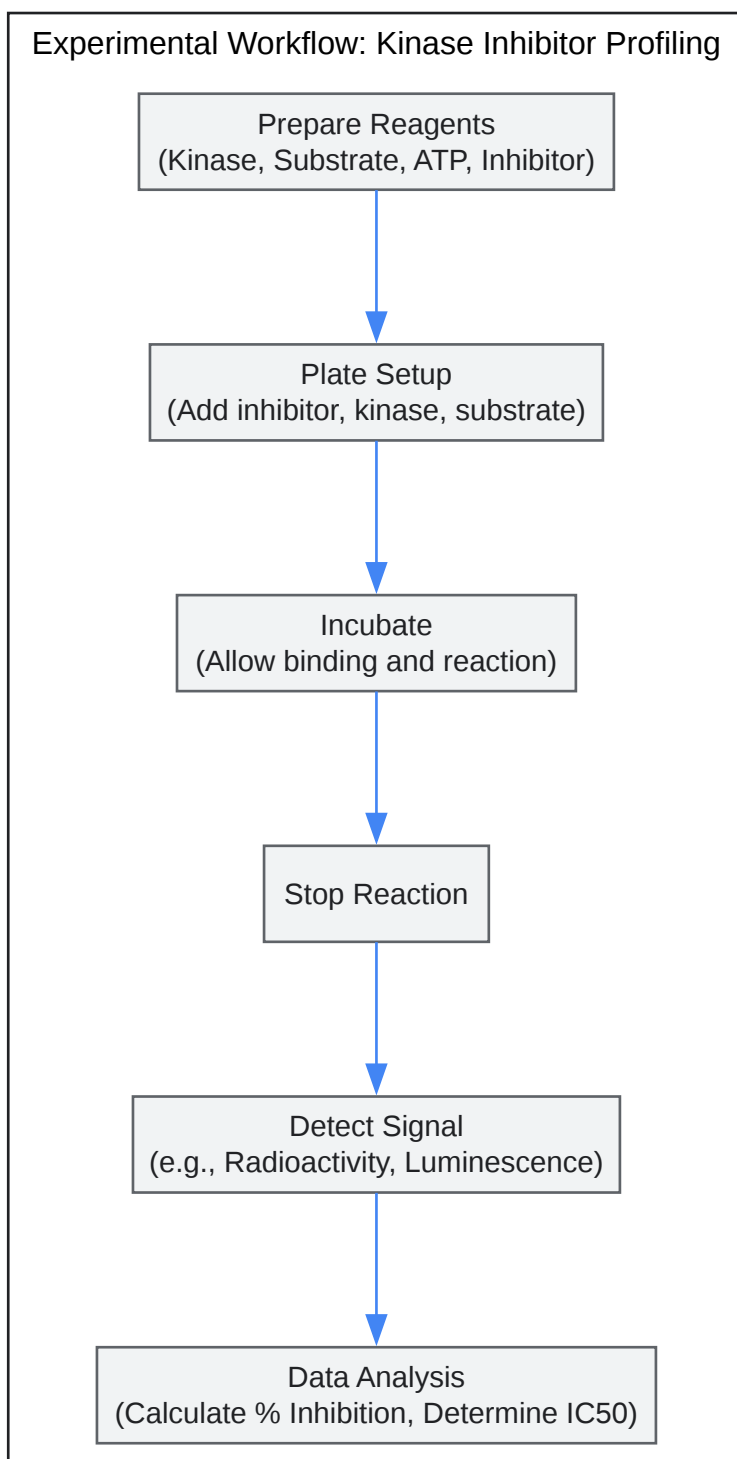 Experimental Workflow: Kinase Inhibitor Profiling
Prepare Reagents
(Kinase, Substrate, ATP, Inhibitor)
Plate Setup
(Add inhibitor, kinase, substrate)
Incubate
(Allow binding and reaction)
Stop Reaction
Detect Signal
(e.g., Radioactivity, Luminescence)
Data Analysis
(Calculate % Inhibition, Determine IC50)